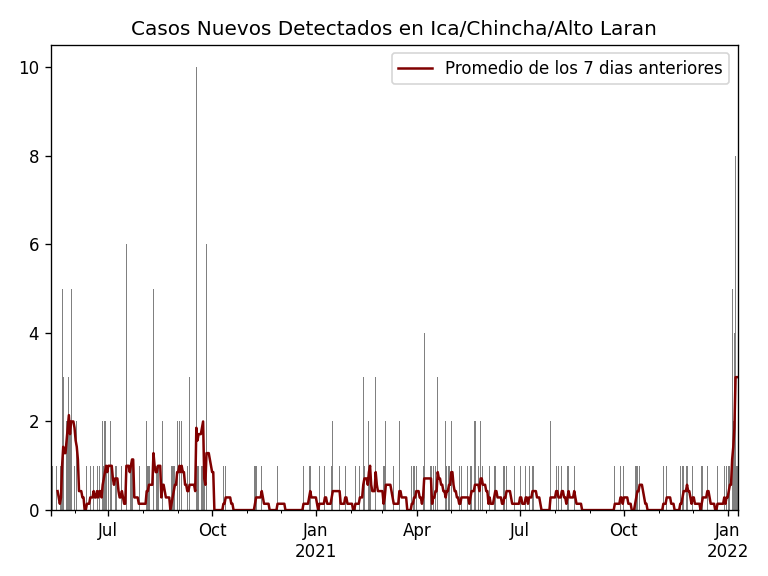 Casos Nuevos Detectados en Ica/Chincha/Alto Laran
Promedio de los 7 dias anteriores
10
8
6
4
2
0
Jul
Oct
Jan
2021
Apr
Jul
Oct
Jan
2022